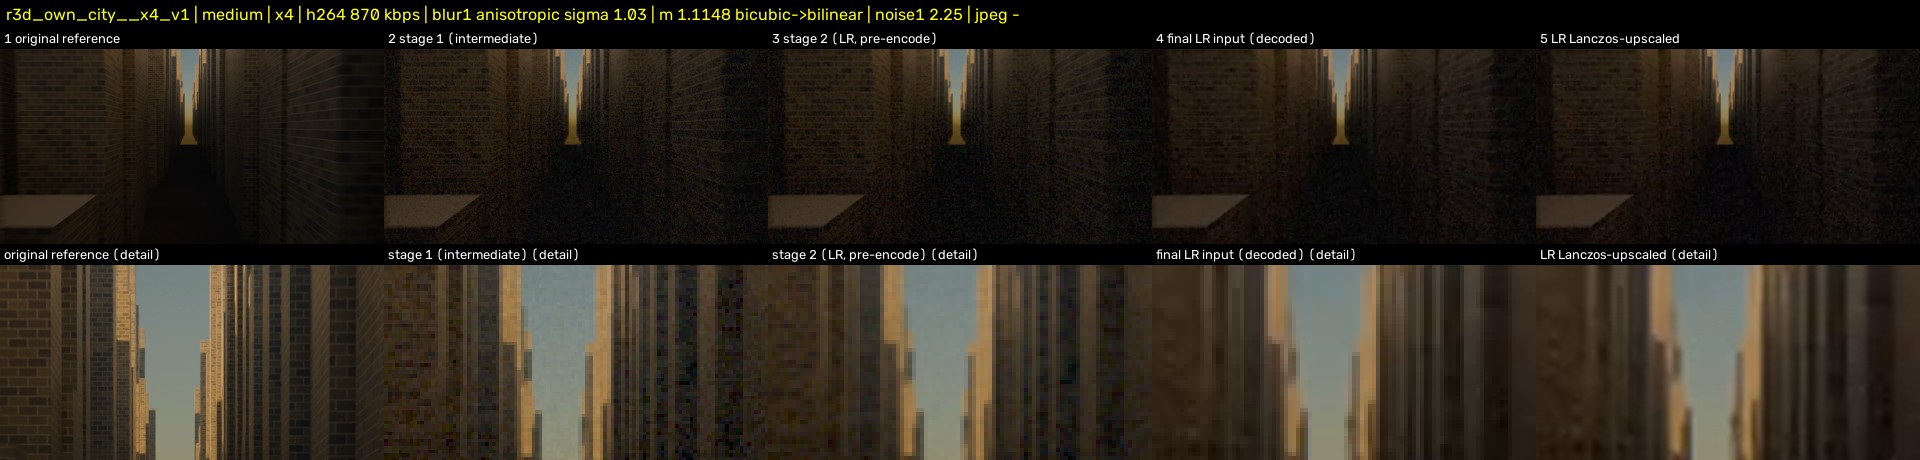 r3d_own_city__x4_v1 | medium | x4 | h264 870 kbps | blur1 anisotropic sigma 1.03 | m 1.1148 bicubic->bilinear | noise1 2.25 | jpeg -
1 original reference
2 stage 1 (intermediate)
3 stage 2 (LR, pre-encode)
4 final LR input (decoded)
5 LR Lanczos-upscaled
original reference (detail)
stage 1 (intermediate) (detail)
stage 2 (LR, pre-encode) (detail)
final LR input (decoded) (detail)
LR Lanczos-upscaled (detail)